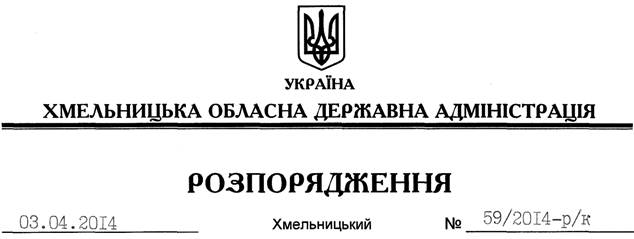 УКРАЇНА
ХМЕЛЬНИЦЬКА ОБЛАСНА ДЕРЖАВНА АДМІНІСТРАЦІЯ
РОЗПОРЯДЖЕННЯ
03.04.2014 Хмельницький № 59/2014-р/к